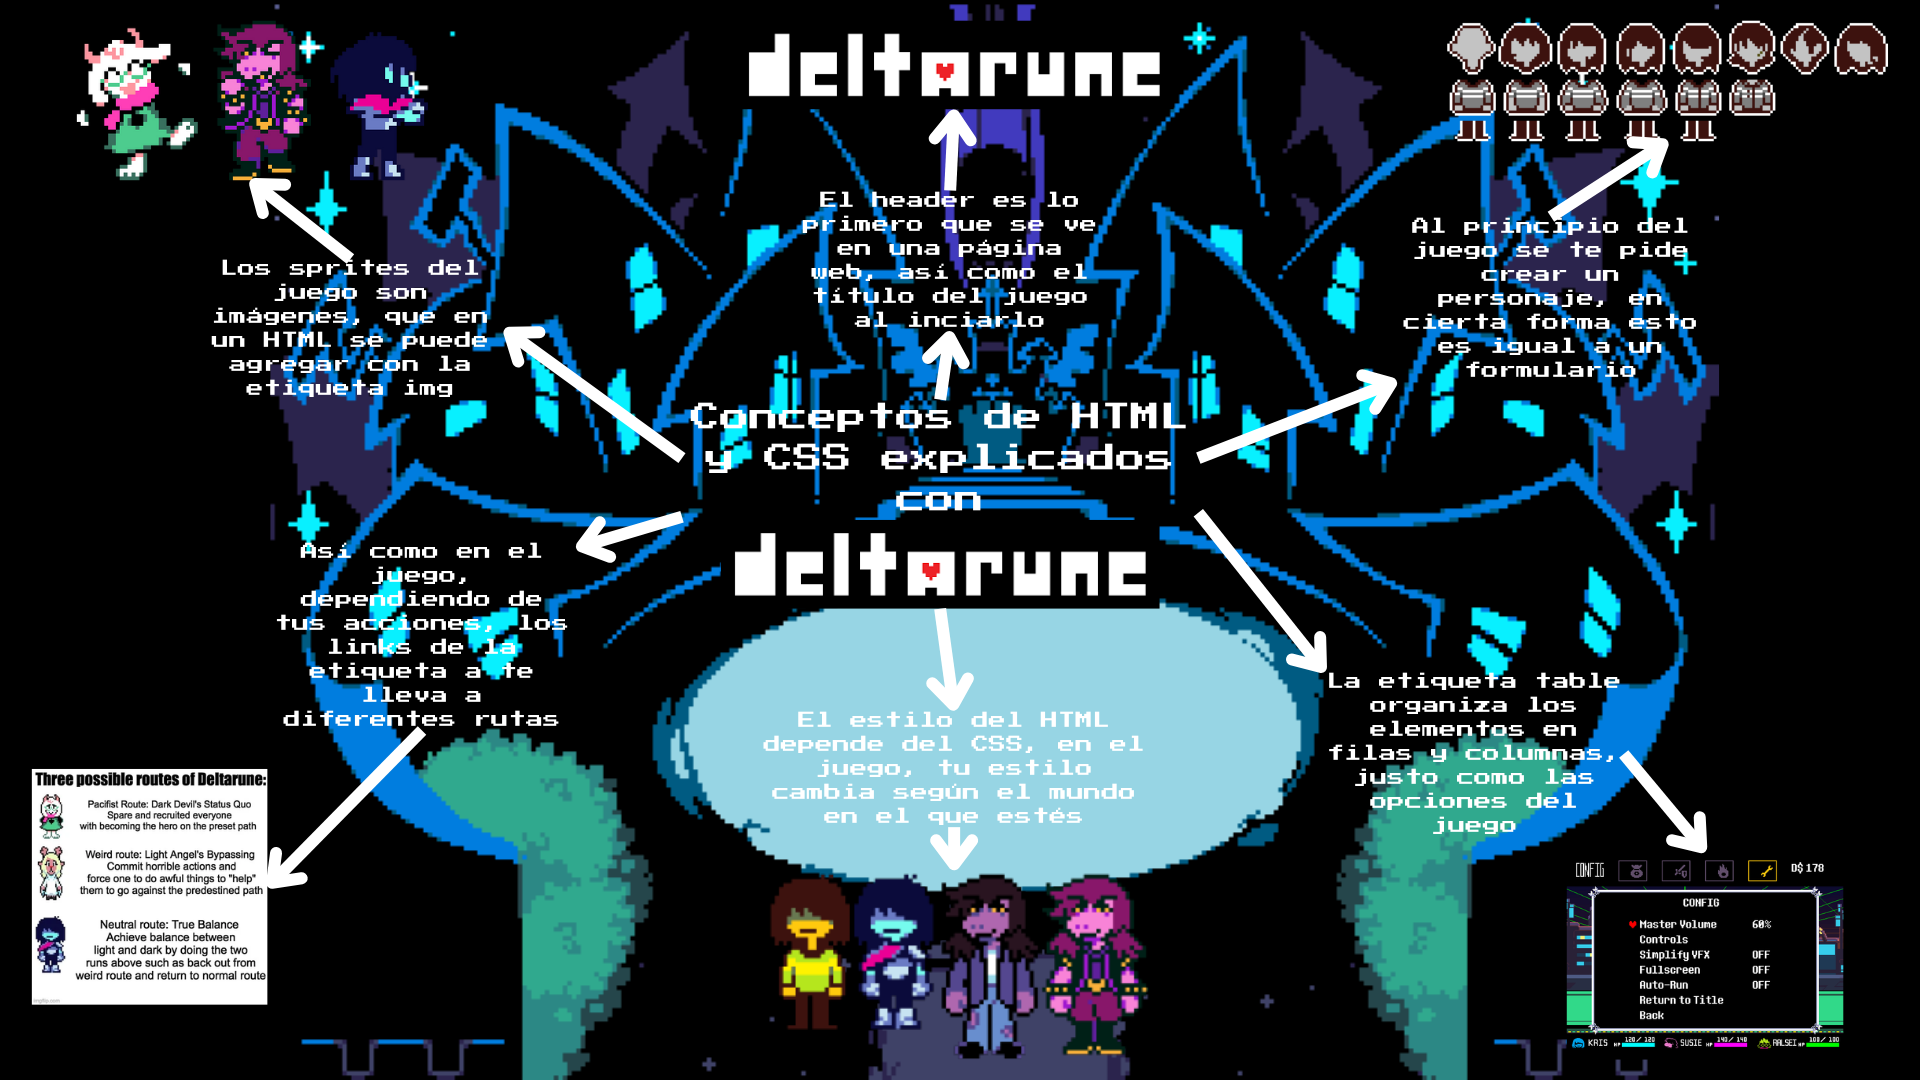 deltarune
El header es lo
primero que se ve
en una página
web, así como el
título del juego
al inciarlo
Los sprites del
juego son
imágenes, que en
un HTML se puede
agregar con la
etiqueta img
Al principio del
juego se te pide
crear un
personaje, en
cierta forma esto
es igual a un
formulario
Conceptos de HTML
y CSS explicados
con
deltarune
Así como en el
juego,
dependiendo de
tus acciones, los
links de la
etiqueta a te
lleva a
diferentes rutas
El estilo del HTML
depende del CSS, en el
juego, tu estilo
cambia según el mundo
en el que estés
La etiqueta table
organiza los
elementos en
filas y columnas,
justo como las
opciones del
juego
Three possible routes of Deltarune:
Pacifist Route: Dark Devil's Status Quo
Spare and recruited everyone
with becoming the hero on the preset path
Weird route: Light Angel's Bypassing
Commit horrible actions and
force one to do awful things to "help"
them to go against the predestined path
Neutral route: True Balance
Achieve balance between
light and dark by doing the two
runs above such as back out from
weird route and return to normal route
imgflip.com
CONFIG D$ 178
CONFIG
Master Volume 60%
Controls
Simplify VFX OFF
Fullscreen OFF
Auto-Run OFF
Return to Title
Back
KRIS HP 120/ 120 SUSIE HP 140/ 140 RALSEI HP 100/ 100